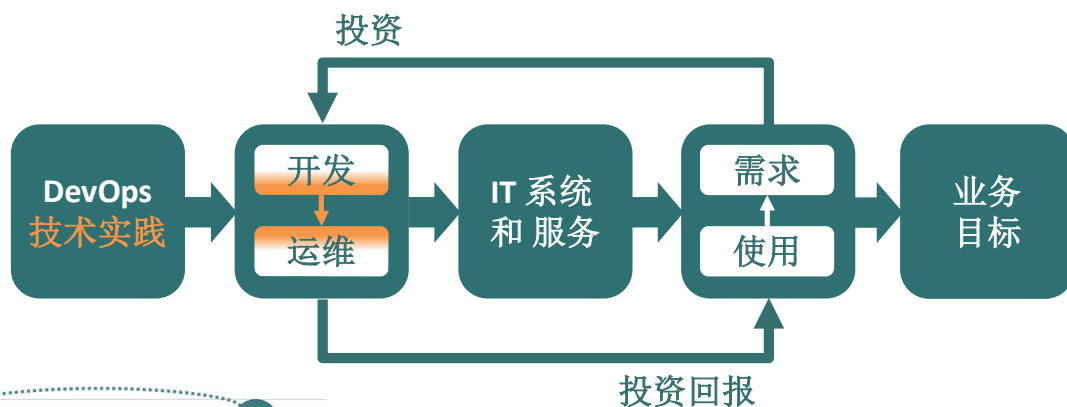 投资
DevOps
技术实践
开发
运维
IT 系统
和 服务
需求
使用
业务
目标
投资回报